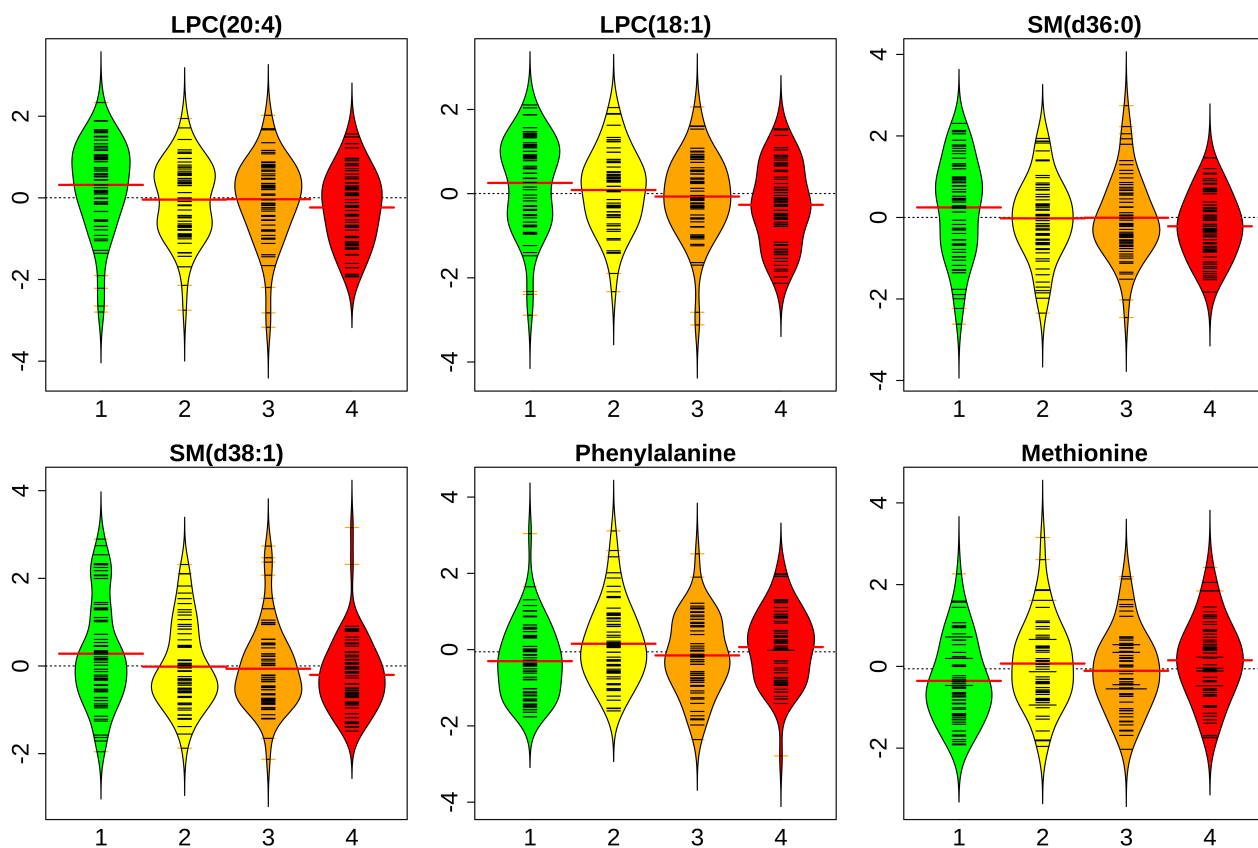 LPC(20:4) LPC(18:1) SM(d36:0)
2 2 4
0 0 2
-2 -2 0
-4 -4 -2
-4
1 2 3 4 1 2 3 4 1 2 3 4
SM(d38:1) Phenylalanine Methionine
4 4 4
2 2 2
0 0 0
-2 -2 -2
-4
1 2 3 4 1 2 3 4 1 2 3 4